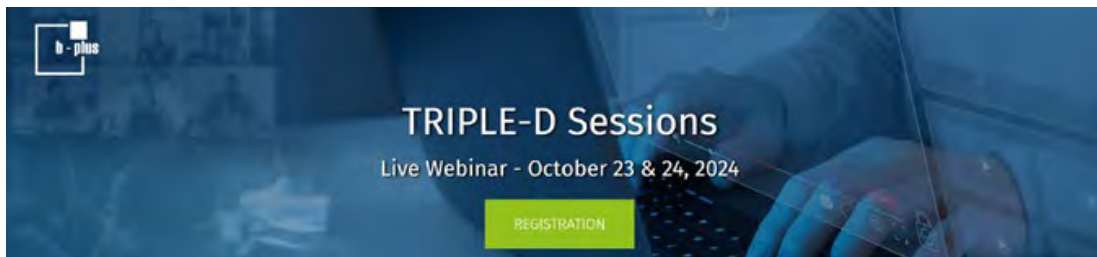 b-plus
TRIPLE-D Sessions
Live Webinar - October 23 & 24, 2024
REGISTRATION